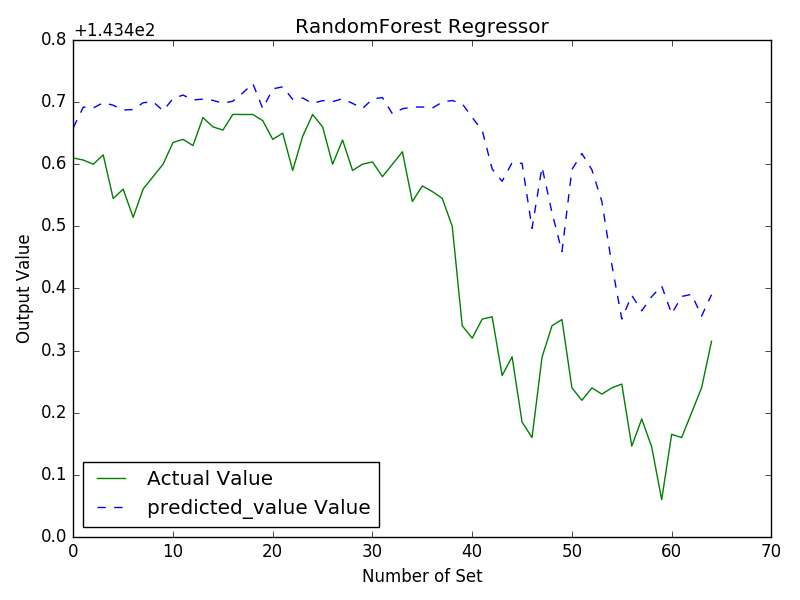 RandomForest Regressor
+1.434e2
0.8
0.7
0.6
0.5
0.4
0.3
0.2
0.1
0.0
Output Value
Actual Value
predicted_value Value
0 10 20 30 40 50 60 70
Number of Set